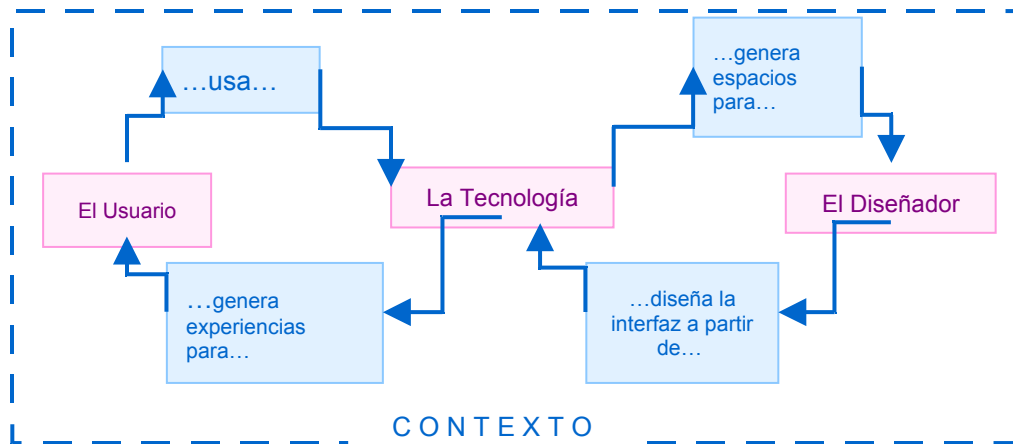 …usa…
…genera
espacios
para…
El Usuario
La Tecnología
El Diseñador
…genera
experiencias
para…
…diseña la
interfaz a partir
de…
CONTEXTO